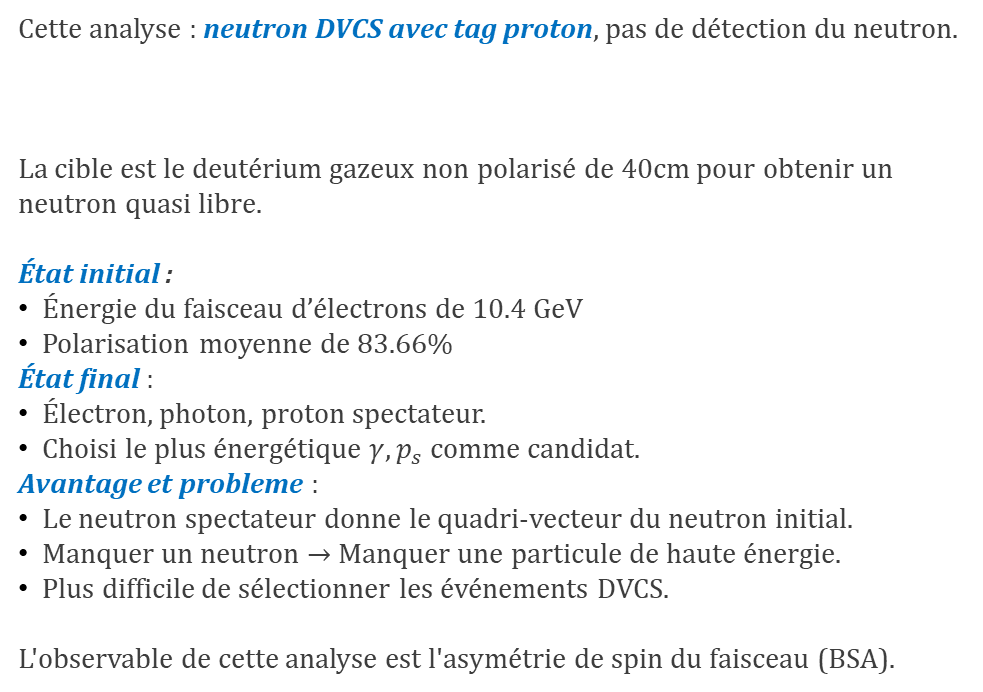 Cette analyse : neutron DVCS avec tag proton, pas de détection du neutron.
La cible est le deutérium gazeux non polarisé de 40cm pour obtenir un
neutron quasi libre.
État initial :
• Énergie du faisceau d’électrons de 10.4 GeV
• Polarisation moyenne de 83.66%
État final :
• Électron, photon, proton spectateur.
• Choisi le plus énergétique γ, pₛ comme candidat.
Avantage et probleme :
• Le neutron spectateur donne le quadri-vecteur du neutron initial.
• Manquer un neutron → Manquer une particule de haute énergie.
• Plus difficile de sélectionner les événements DVCS.
L'observable de cette analyse est l'asymétrie de spin du faisceau (BSA).